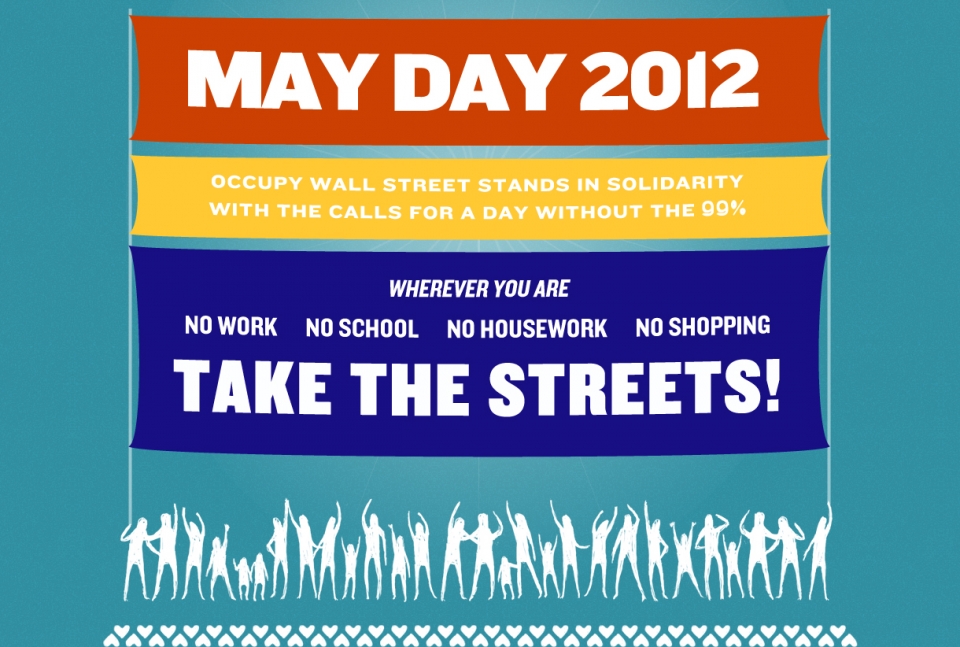 MAY DAY 2012
OCCUPY WALL STREET STANDS IN SOLIDARITY
WITH THE CALLS FOR A DAY WITHOUT THE 99%
WHEREVER YOU ARE
NO WORK NO SCHOOL NO HOUSEWORK NO SHOPPING
TAKE THE STREETS!